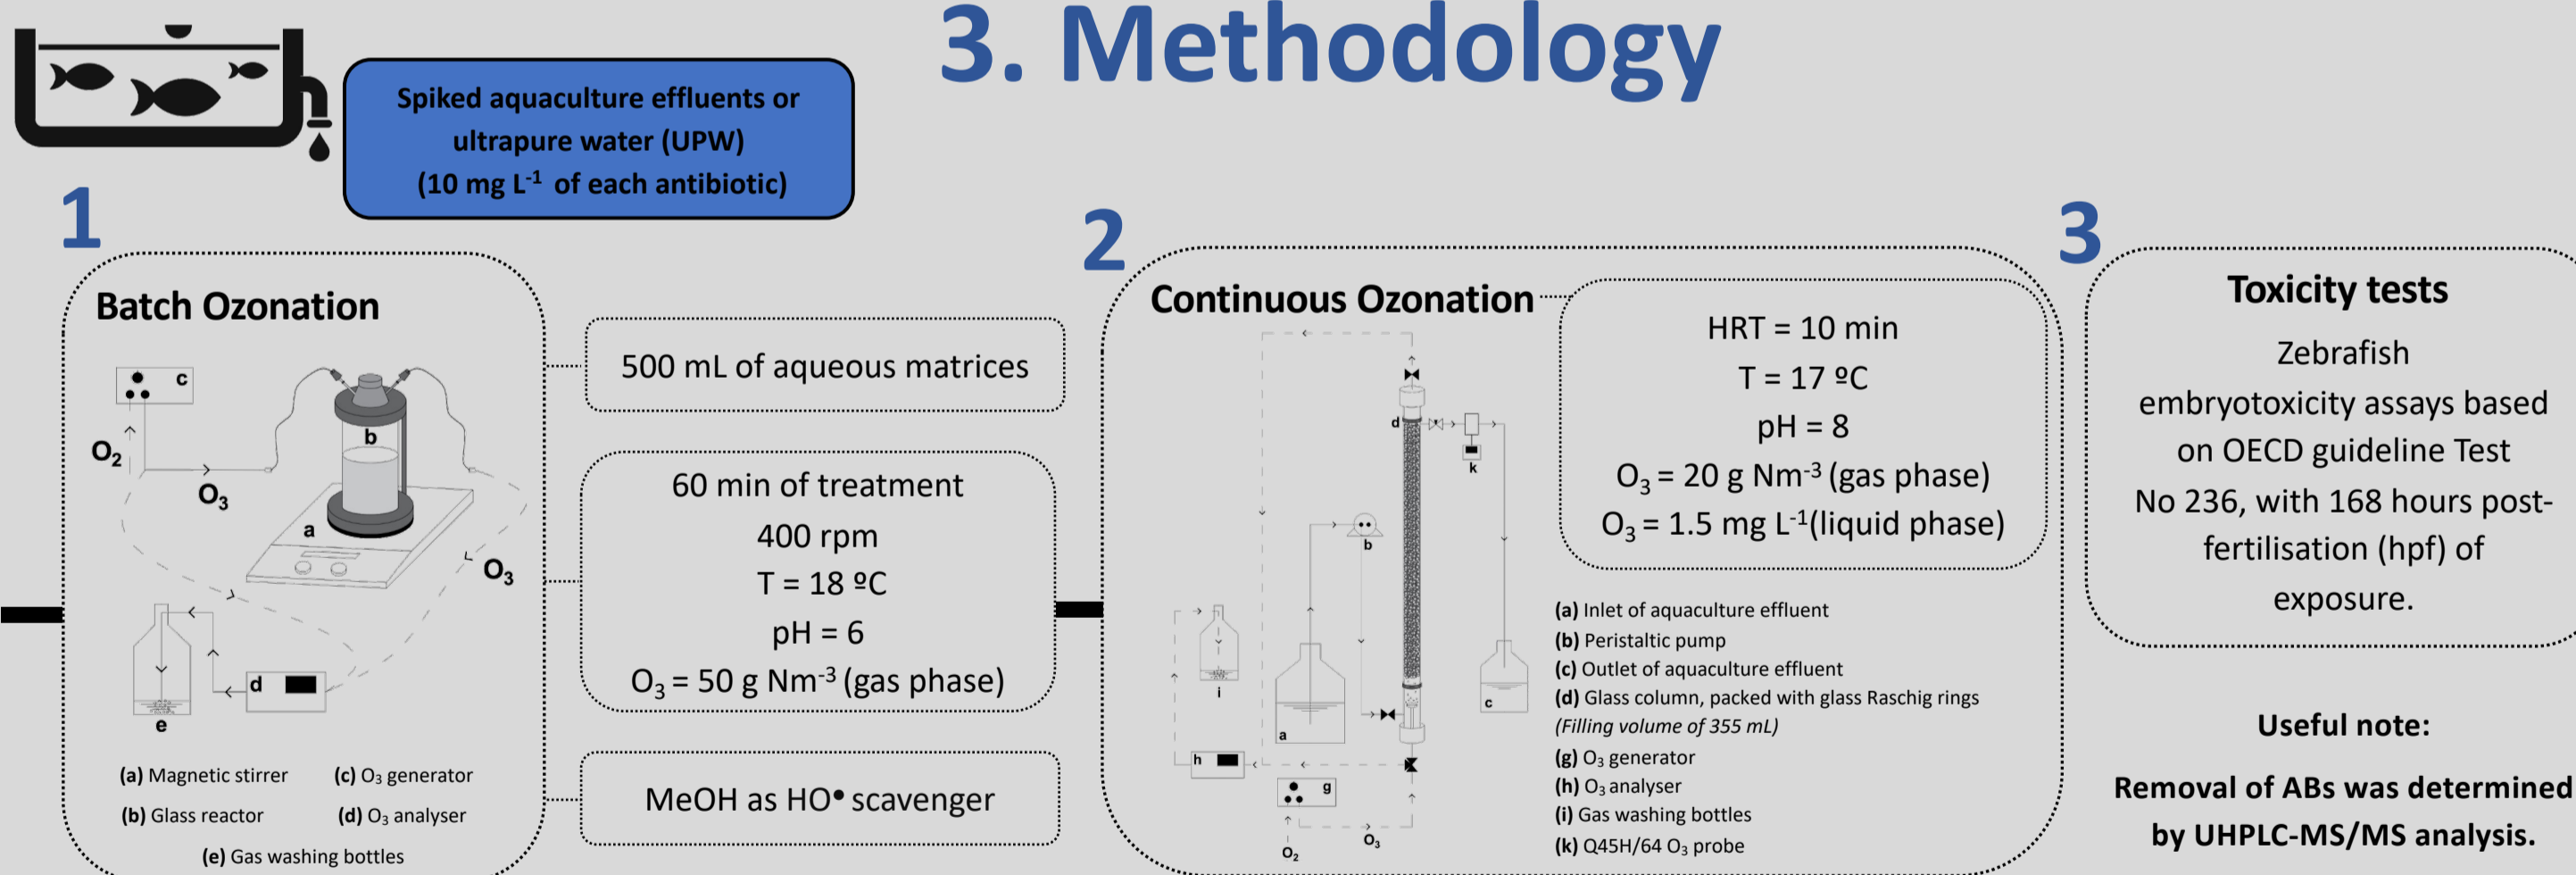 3. Methodology
Spiked aquaculture effluents or
ultrapure water (UPW)
(10 mg L⁻¹ of each antibiotic)
1
Batch Ozonation
c
b
O₂
O₃
a
O₃
d
e
(a) Magnetic stirrer
(c) O₃ generator
(b) Glass reactor
(d) O₃ analyser
(e) Gas washing bottles
500 mL of aqueous matrices
60 min of treatment
400 rpm
T = 18 ºC
pH = 6
O₃ = 50 g Nm⁻³ (gas phase)
MeOH as HO• scavenger
2
Continuous Ozonation
d
k
b
i
a
c
h
g
O₂
O₃
HRT = 10 min
T = 17 ºC
pH = 8
O₃ = 20 g Nm⁻³ (gas phase)
O₃ = 1.5 mg L⁻¹(liquid phase)
(a) Inlet of aquaculture effluent
(b) Peristaltic pump
(c) Outlet of aquaculture effluent
(d) Glass column, packed with glass Raschig rings
(Filling volume of 355 mL)
(g) O₃ generator
(h) O₃ analyser
(i) Gas washing bottles
(k) Q45H/64 O₃ probe
3
Toxicity tests
Zebrafish
embryotoxicity assays based
on OECD guideline Test
No 236, with 168 hours post-
fertilisation (hpf) of
exposure.
Useful note:
Removal of ABs was determined
by UHPLC-MS/MS analysis.